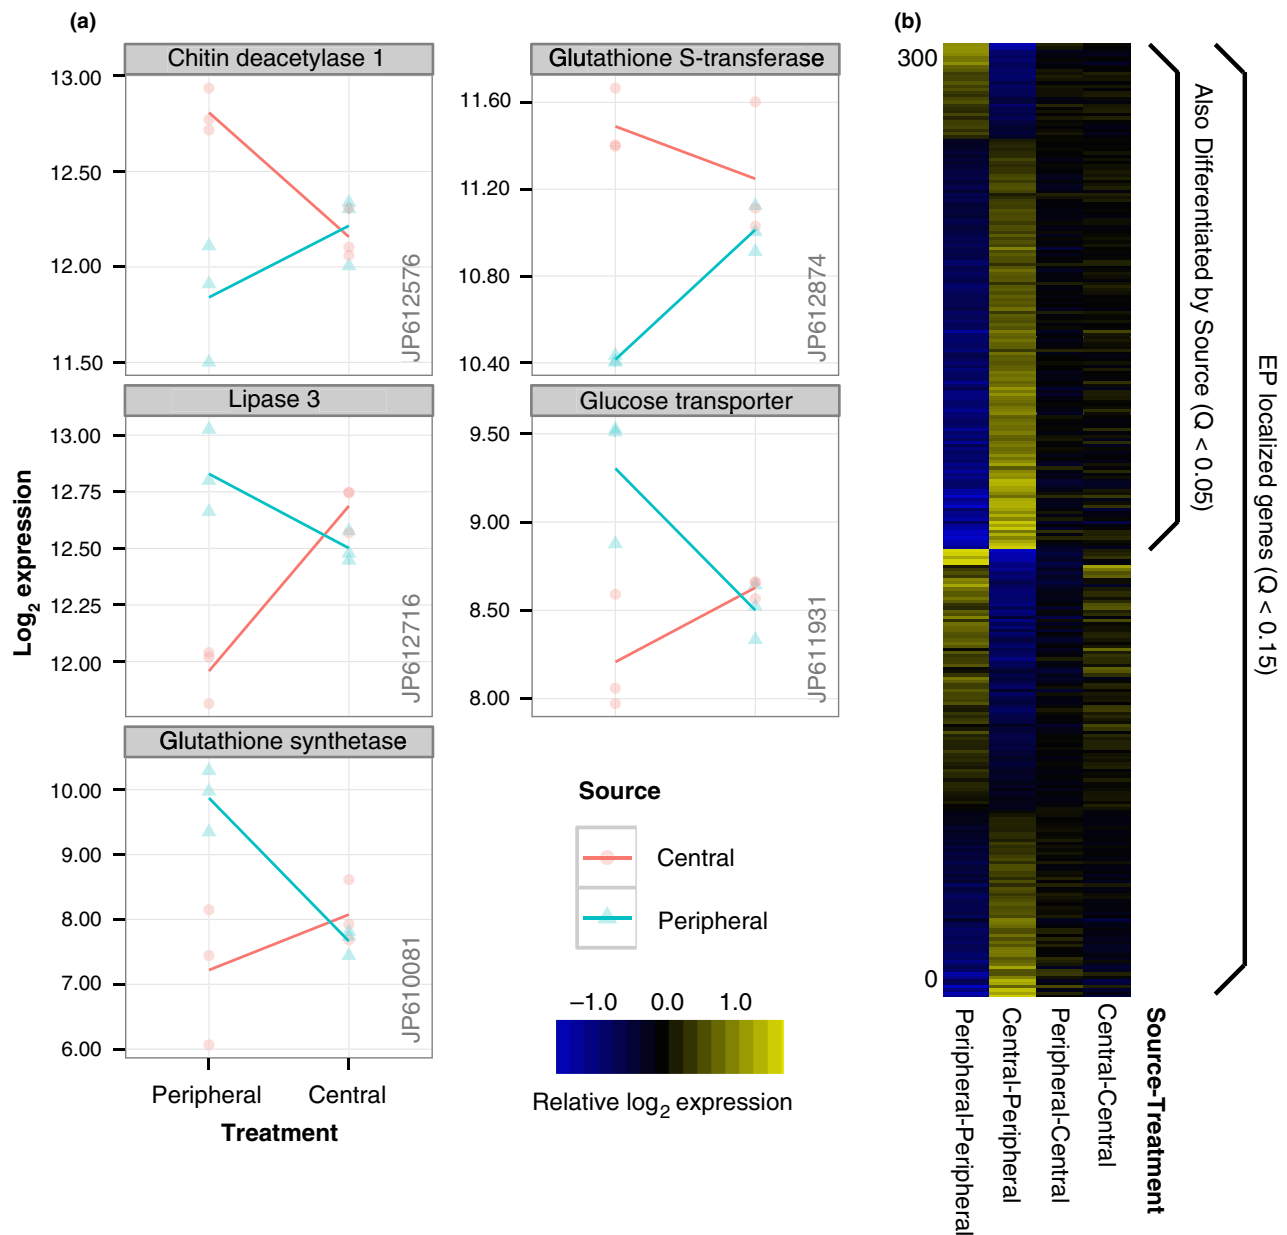 (a)
Chitin deacetylase 1
13.00
12.50
12.00
11.50
JP612576
Glutathione S-transferase
11.60
11.20
10.80
10.40
JP612874
Lipase 3
13.00
12.75
12.50
12.25
12.00
JP612716
Glucose transporter
9.50
9.00
8.50
8.00
JP611931
Glutathione synthetase
10.00
9.00
8.00
7.00
6.00
JP610081
Log2 expression
Peripheral Central
Treatment
Source
Central
Peripheral
−1.0 0.0 1.0
Relative log2 expression
(b)
300
0
Also Differentiated by Source (Q < 0.05)
EP localized genes (Q < 0.15)
Peripheral-Peripheral
Central-Peripheral
Peripheral-Central
Central-Central
Source-Treatment